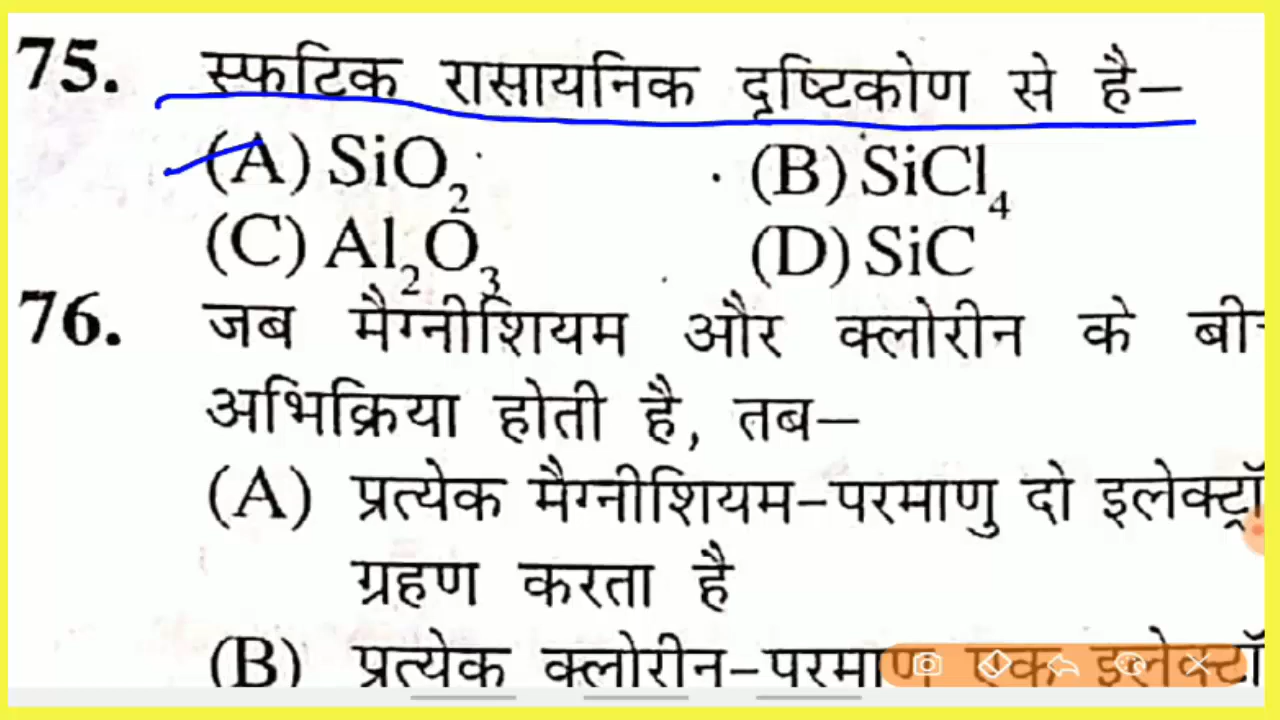 75. स्फटिक रासायनिक दृष्टिकोण से है–
(A) SiO₂ (B) SiCl₄
(C) Al₂O₃ (D) SiC
76. जब मैग्नीशियम और क्लोरीन के
अभिक्रिया होती है, तब–
(A) प्रत्येक मैग्नीशियम-परमाणु दो
ग्रहण करता है
(B) प्रत्येक क्लोरीन-परमाणु एक